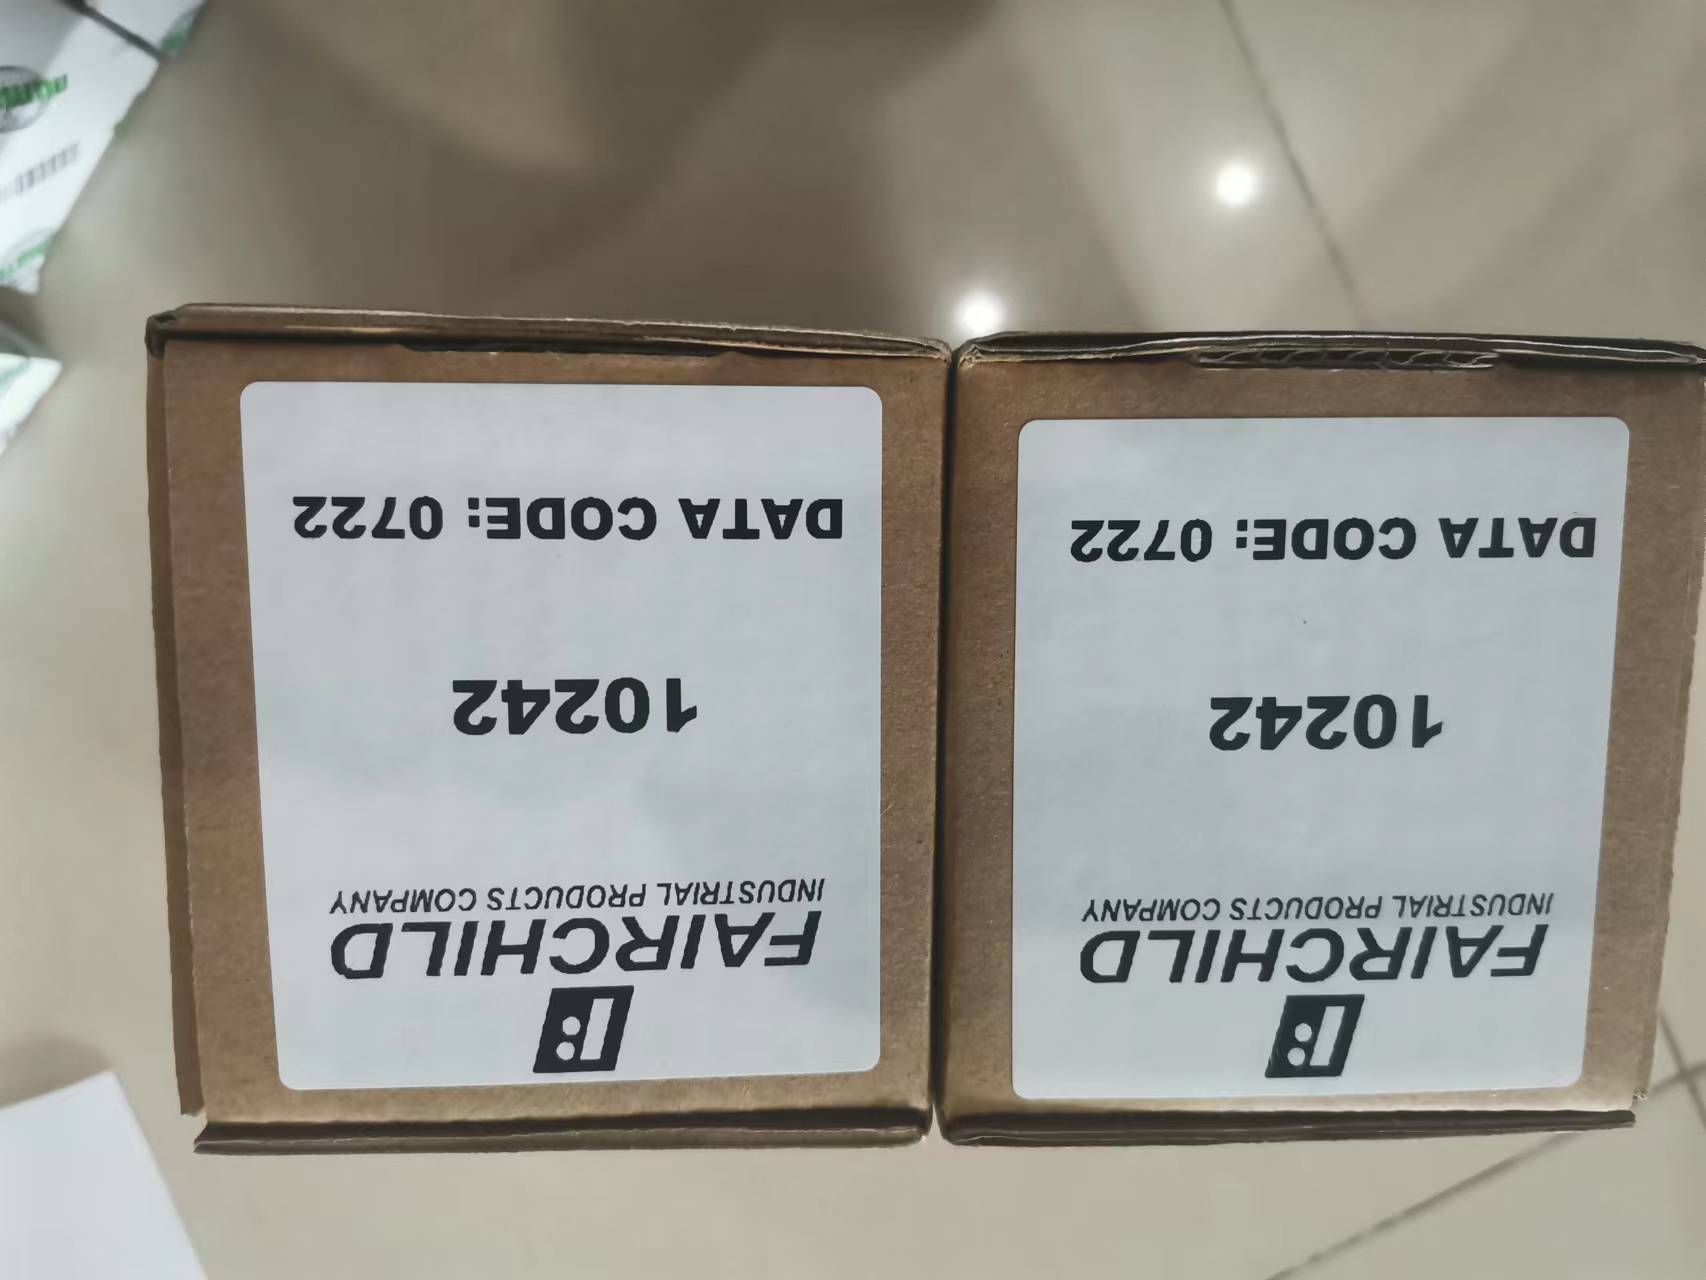 FAIRCHILD
INDUSTRIAL PRODUCTS COMPANY
10242
DATA CODE: 0722
FAIRCHILD
INDUSTRIAL PRODUCTS COMPANY
10242
DATA CODE: 0722